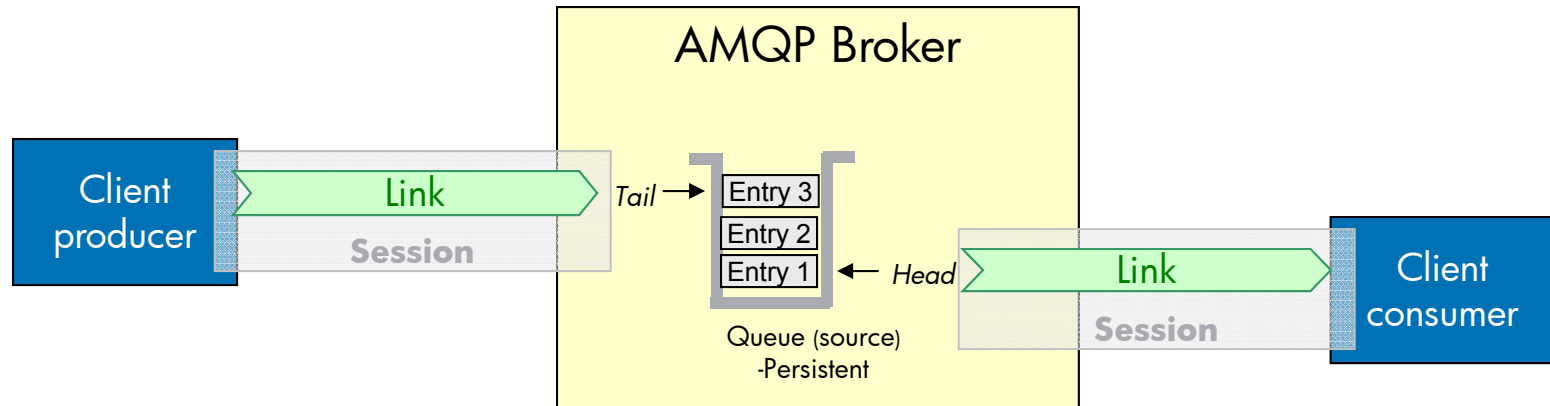 AMQP Broker
Client
producer
Link
Session
Tail
Entry 3
Entry 2
Entry 1
Head
Queue (source)
-Persistent
Link
Session
Client
consumer